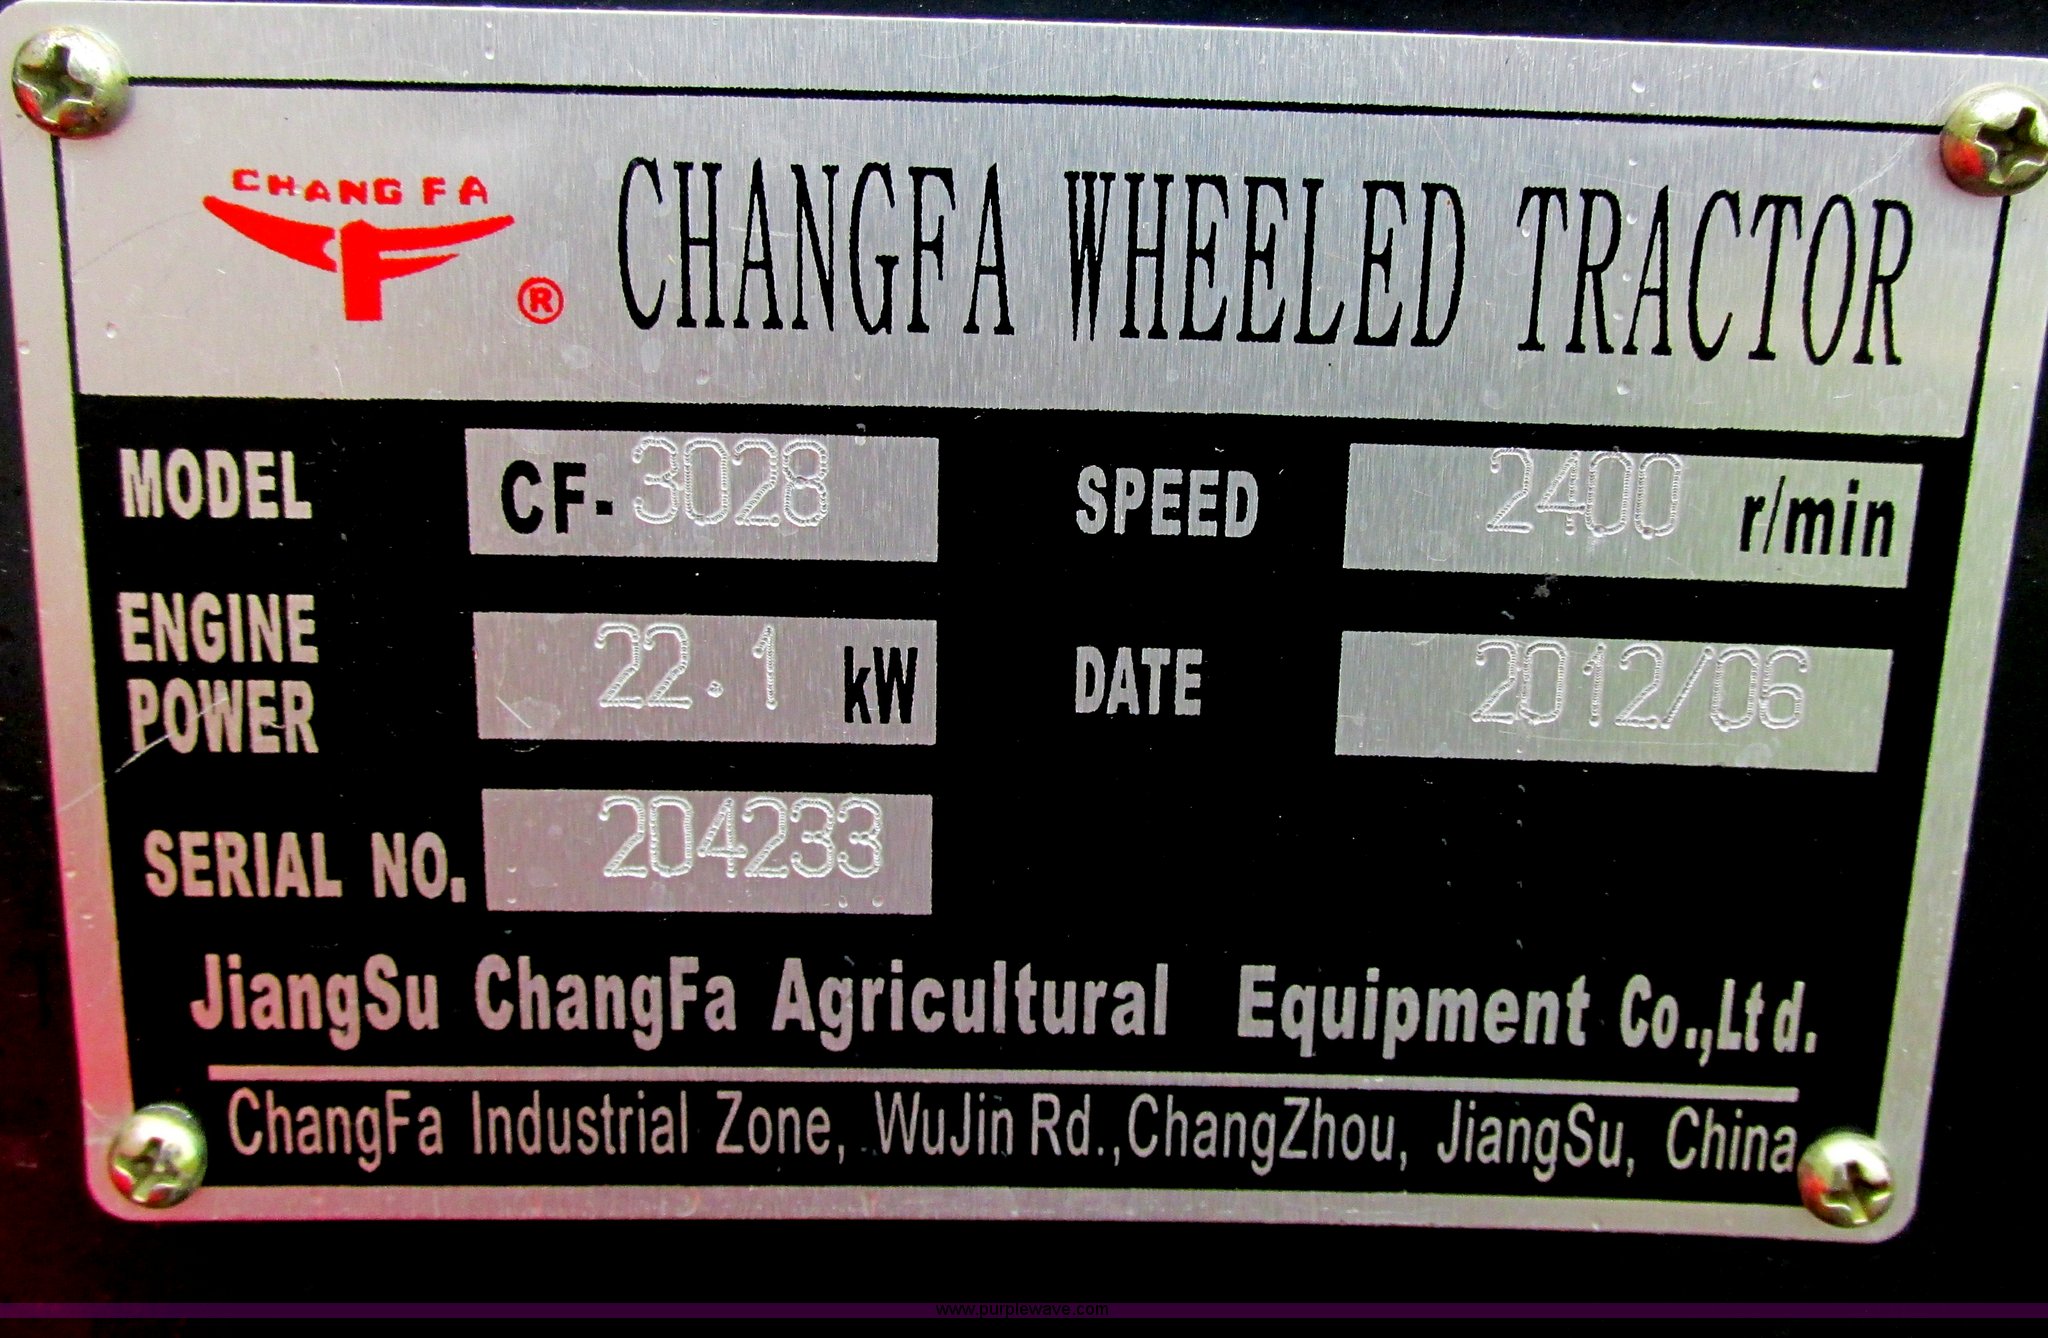 CHANG FA
®
CHANGFA WHEELED TRACTOR
MODEL CF-3028 SPEED 2400 r/min
ENGINE POWER 22.1 kW DATE 2012/06
SERIAL NO. 204233
JiangSu ChangFa Agricultural Equipment Co.,Ltd.
ChangFa Industrial Zone, WuJin Rd.,ChangZhou, JiangSu, China
www.purplewave.com